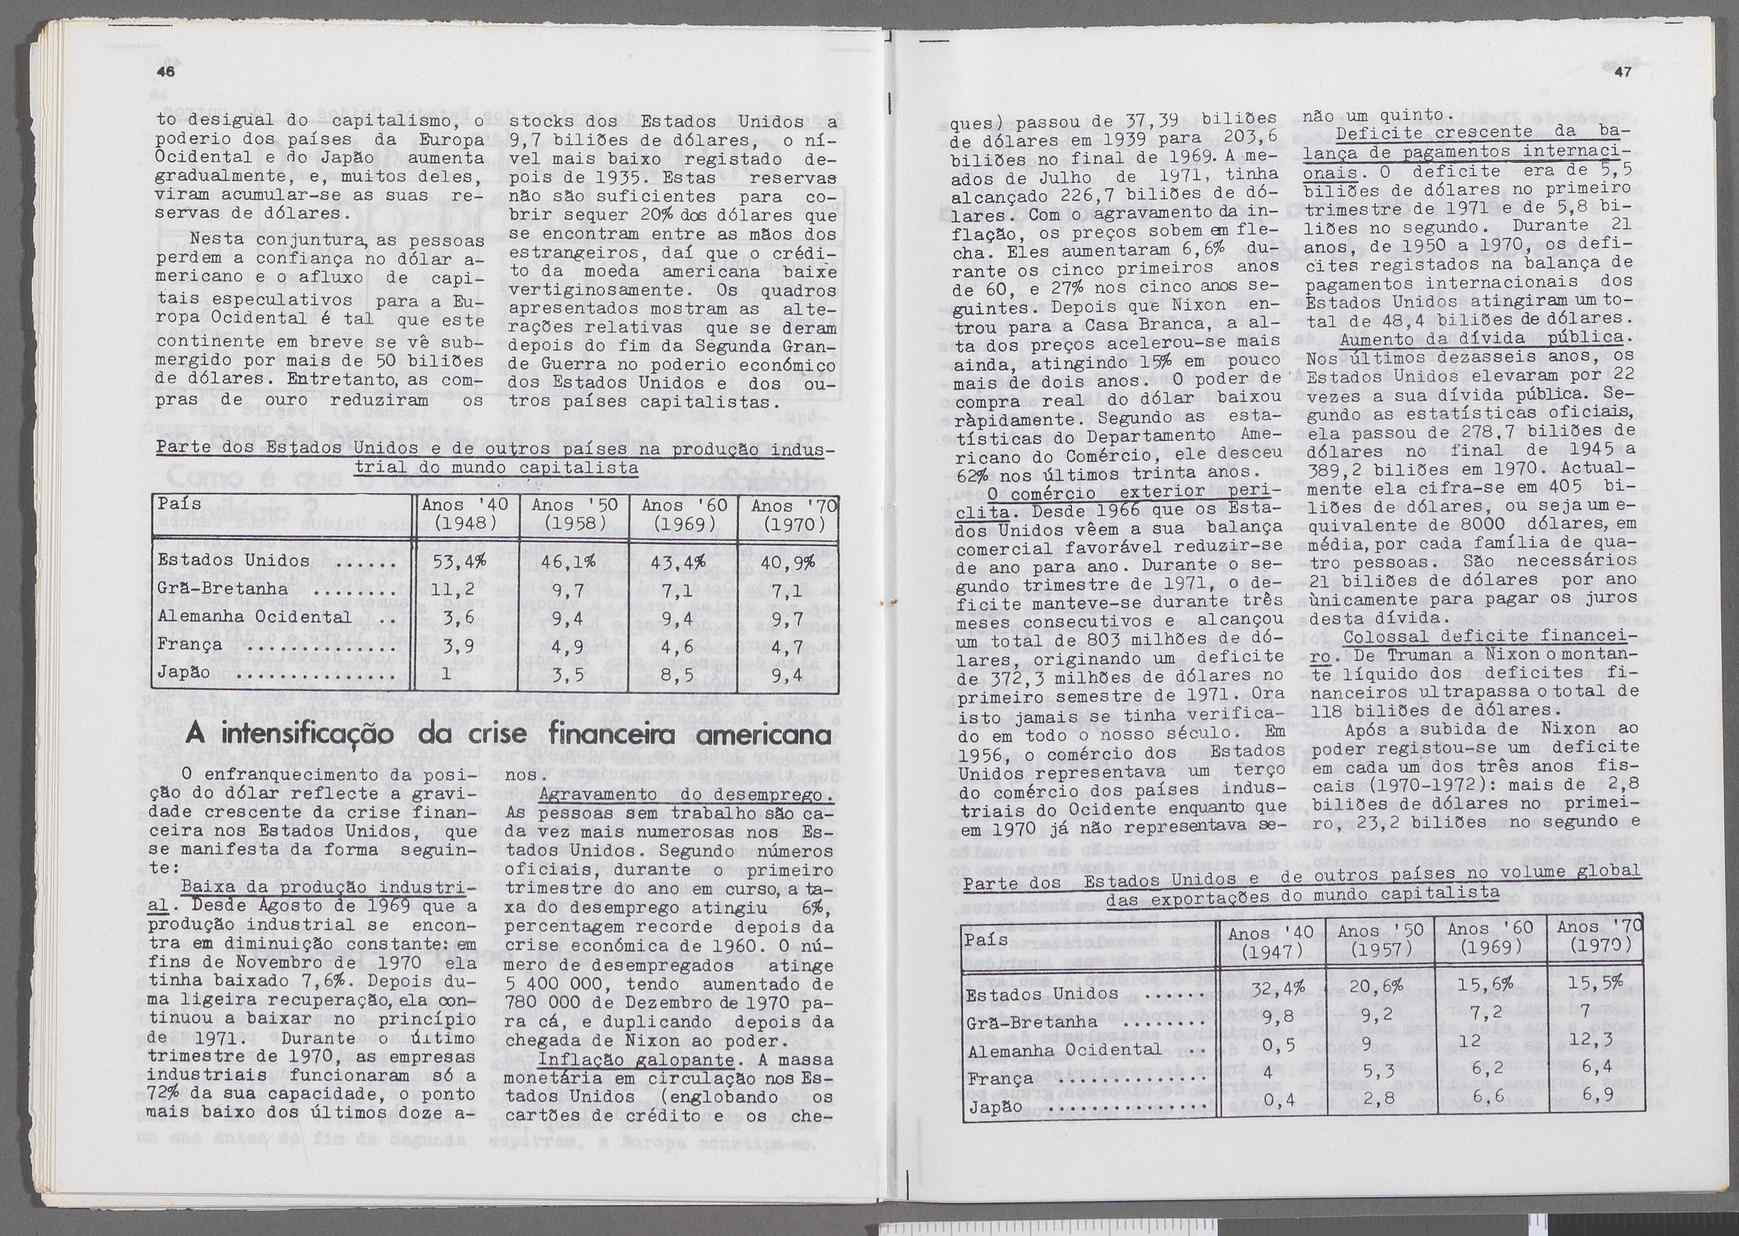 46
to desigual do capitalismo, o
poderio dos países da Europa
Ocidental e do Japão aumenta
gradualmente, e, muitos deles,
viram acumular-se as suas re-
servas de dólares.
Nesta conjuntura, as pessoas
perdem a confiança no dólar a-
mericano e o afluxo de capi-
tais especulativos para a Eu-
ropa Ocidental é tal que este
continente em breve se vê sub-
mergido por mais de 50 biliões
de dólares. Entretanto, as com-
pras de ouro reduziram os
stocks dos Estados Unidos a
9,7 biliões de dólares, o ní-
vel mais baixo registado de-
pois de 1935. Estas reservas
não são suficientes para co-
brir sequer 20% dos dólares que
se encontram entre as mãos dos
estrangeiros, daí que o crédi-
to da moeda americana baixe
vertiginosamente. Os quadros
apresentados mostram as alte-
rações relativas que se deram
depois do fim da Segunda Gran-
de Guerra no poderio económico
dos Estados Unidos e dos ou-
tros países capitalistas.
Parte dos Estados Unidos e de outros países na produção indus-
trial do mundo capitalista
País Anos '40 (1948) Anos '50 (1958) Anos '60 (1969) Anos '70 (1970)
Estados Unidos ...... 53,4% 46,1% 43,4% 40,9%
Grã-Bretanha ........ 11,2 9,7 7,1 7,1
Alemanha Ocidental .. 3,6 9,4 9,4 9,7
França .............. 3,9 4,9 4,6 4,7
Japão ............... 1 3,5 8,5 9,4
A intensificação da crise financeira americana
O enfranquecimento da posi-
ção do dólar reflecte a gravi-
dade crescente da crise finan-
ceira nos Estados Unidos, que
se manifesta da forma seguin-
te:
Baixa da produção industri-
al. Desde Agosto de 1969 que a
produção industrial se encon-
tra em diminuição constante: em
fins de Novembro de 1970 ela
tinha baixado 7,6%. Depois du-
ma ligeira recuperação, ela con-
tinuou a baixar no princípio
de 1971. Durante o último
trimestre de 1970, as empresas
industriais funcionaram só a
72% da sua capacidade, o ponto
mais baixo dos últimos doze a-
nos.
Agravamento do desemprego.
As pessoas sem trabalho são ca-
da vez mais numerosas nos Es-
tados Unidos. Segundo números
oficiais, durante o primeiro
trimestre do ano em curso, a ta-
xa do desemprego atingiu 6%,
percentagem recorde depois da
crise económica de 1960. O nú-
mero de desempregados atinge
5 400 000, tendo aumentado de
780 000 de Dezembro de 1970 pa-
ra cá, e duplicando depois da
chegada de Nixon ao poder.
Inflação galopante. A massa
monetária em circulação nos Es-
tados Unidos (englobando os
cartões de crédito e os che-
47
ques) passou de 37,39 biliões
de dólares em 1939 para 203,6
biliões no final de 1969. A me-
ados de Julho de 1971, tinha
alcançado 226,7 biliões de dó-
lares. Com o agravamento da in-
flação, os preços sobem em fle-
cha. Eles aumentaram 6,6% du-
rante os cinco primeiros anos
de 60, e 27% nos cinco anos se-
guintes. Depois que Nixon en-
trou para a Casa Branca, a al-
ta dos preços acelerou-se mais
ainda, atingindo 15% em pouco
mais de dois anos. O poder de
compra real do dólar baixou
ràpidamente. Segundo as esta-
tísticas do Departamento Ame-
ricano do Comércio, ele desceu
62% nos últimos trinta anos.
O comércio exterior peri-
clita. Desde 1966 que os Esta-
dos Unidos vêem a sua balança
comercial favorável reduzir-se
de ano para ano. Durante o se-
gundo trimestre de 1971, o de-
ficite manteve-se durante três
meses consecutivos e alcançou
um total de 803 milhões de dó-
lares, originando um deficite
de 372,3 milhões de dólares no
primeiro semestre de 1971. Ora
isto jamais se tinha verifica-
do em todo o nosso século. Em
1956, o comércio dos Estados
Unidos representava um terço
do comércio dos países indus-
triais do Ocidente enquanto que
em 1970 já não representava se-
não um quinto.
Deficite crescente da ba-
lança de pagamentos internaci-
onais. O deficite era de 5,5
biliões de dólares no primeiro
trimestre de 1971 e de 5,8 bi-
liões no segundo. Durante 21
anos, de 1950 a 1970, os defi-
cites registados na balança de
pagamentos internacionais dos
Estados Unidos atingiram um to-
tal de 48,4 biliões de dólares.
Aumento da dívida pública.
Nos últimos dezasseis anos, os
Estados Unidos elevaram por 22
vezes a sua dívida pública. Se-
gundo as estatísticas oficiais,
ela passou de 278,7 biliões de
dólares no final de 1945 a
389,2 biliões em 1970. Actual-
mente ela cifra-se em 405 bi-
liões de dólares, ou seja um e-
quivalente de 8000 dólares, em
média, por cada família de qua-
tro pessoas. São necessários
21 biliões de dólares por ano
ùnicamente para pagar os juros
desta dívida.
Colossal deficite financei-
ro. De Truman a Nixon o montan-
te líquido dos deficites fi-
nanceiros ultrapassa o total de
118 biliões de dólares.
Após a subida de Nixon ao
poder registou-se um deficite
em cada um dos três anos fis-
cais (1970-1972): mais de 2,8
biliões de dólares no primei-
ro, 23,2 biliões no segundo e
Parte dos Estados Unidos e de outros países no volume global
das exportações do mundo capitalista
País Anos '40 (1947) Anos '50 (1957) Anos '60 (1969) Anos '70 (1970)
Estados Unidos ...... 32,4% 20,6% 15,6% 15,5%
Grã-Bretanha ........ 9,8 9,2 7,2 7
Alemanha Ocidental .. 0,5 9 12 12,3
França .............. 4 5,3 6,2 6,4
Japão ............... 0,4 2,8 6,6 6,9